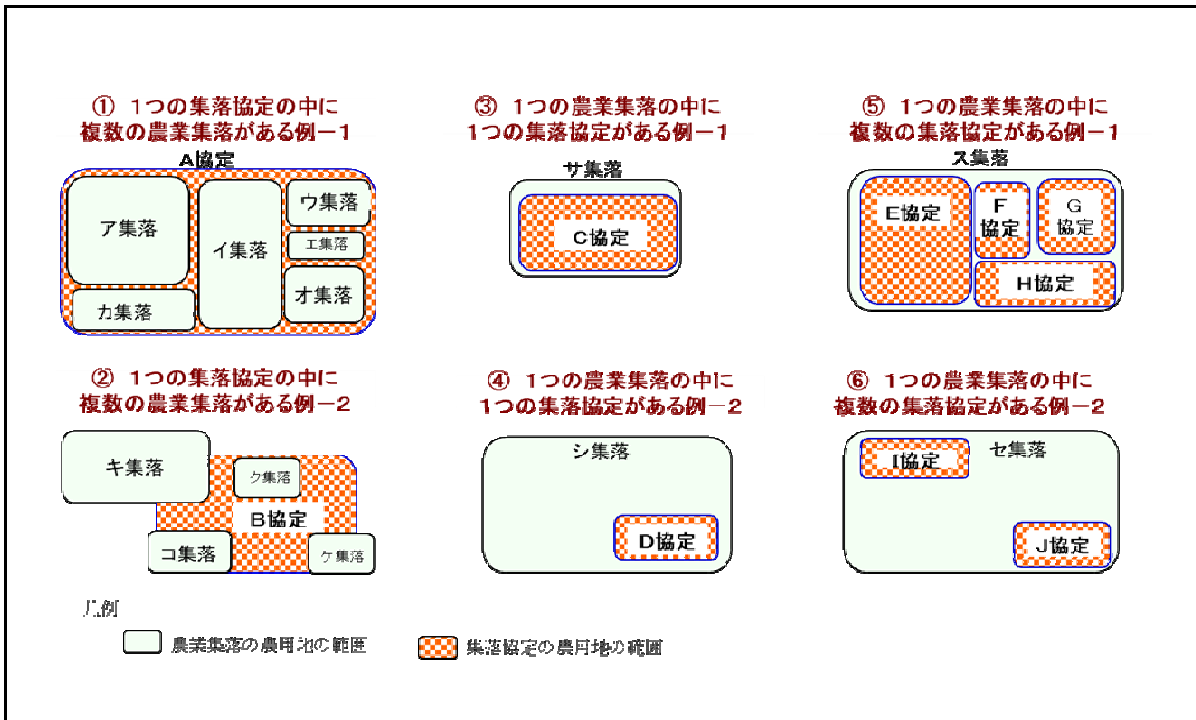 ① 1つの集落協定の中に
複数の農業集落がある例－1
A協定
ア集落
イ集落
ウ集落
エ集落
オ集落
カ集落
② 1つの集落協定の中に
複数の農業集落がある例－2
キ集落
ク集落
B協定
コ集落
ケ集落
③ 1つの農業集落の中に
1つの集落協定がある例－1
サ集落
C協定
④ 1つの農業集落の中に
1つの集落協定がある例－2
シ集落
D協定
⑤ 1つの農業集落の中に
複数の集落協定がある例－1
ス集落
E協定
F
協定
G
協定
H協定
⑥ 1つの農業集落の中に
複数の集落協定がある例－2
I協定
セ集落
J協定
凡例
農業集落の農用地の範囲
集落協定の農用地の範囲